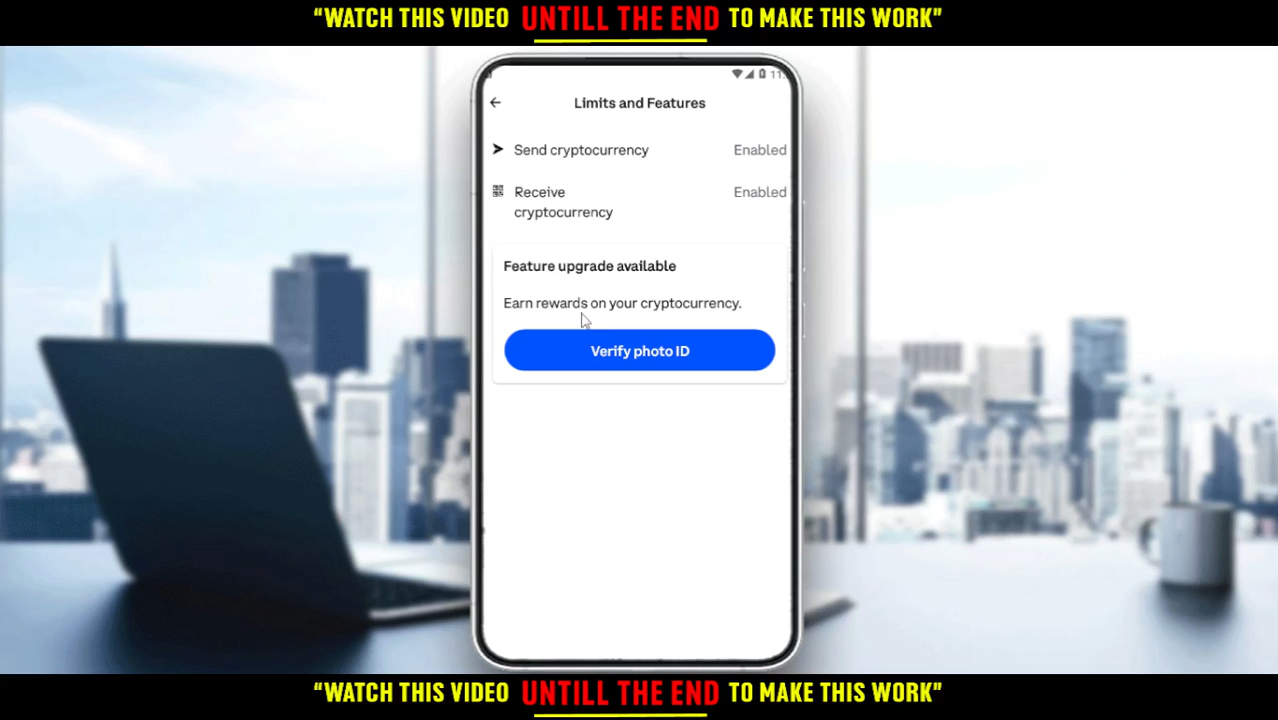 “WATCH THIS VIDEO UNTILL THE END TO MAKE THIS WORK”
11
Limits and Features
Send cryptocurrency Enabled
Receive cryptocurrency Enabled
Feature upgrade available
Earn rewards on your cryptocurrency.
Verify photo ID
“WATCH THIS VIDEO UNTILL THE END TO MAKE THIS WORK”